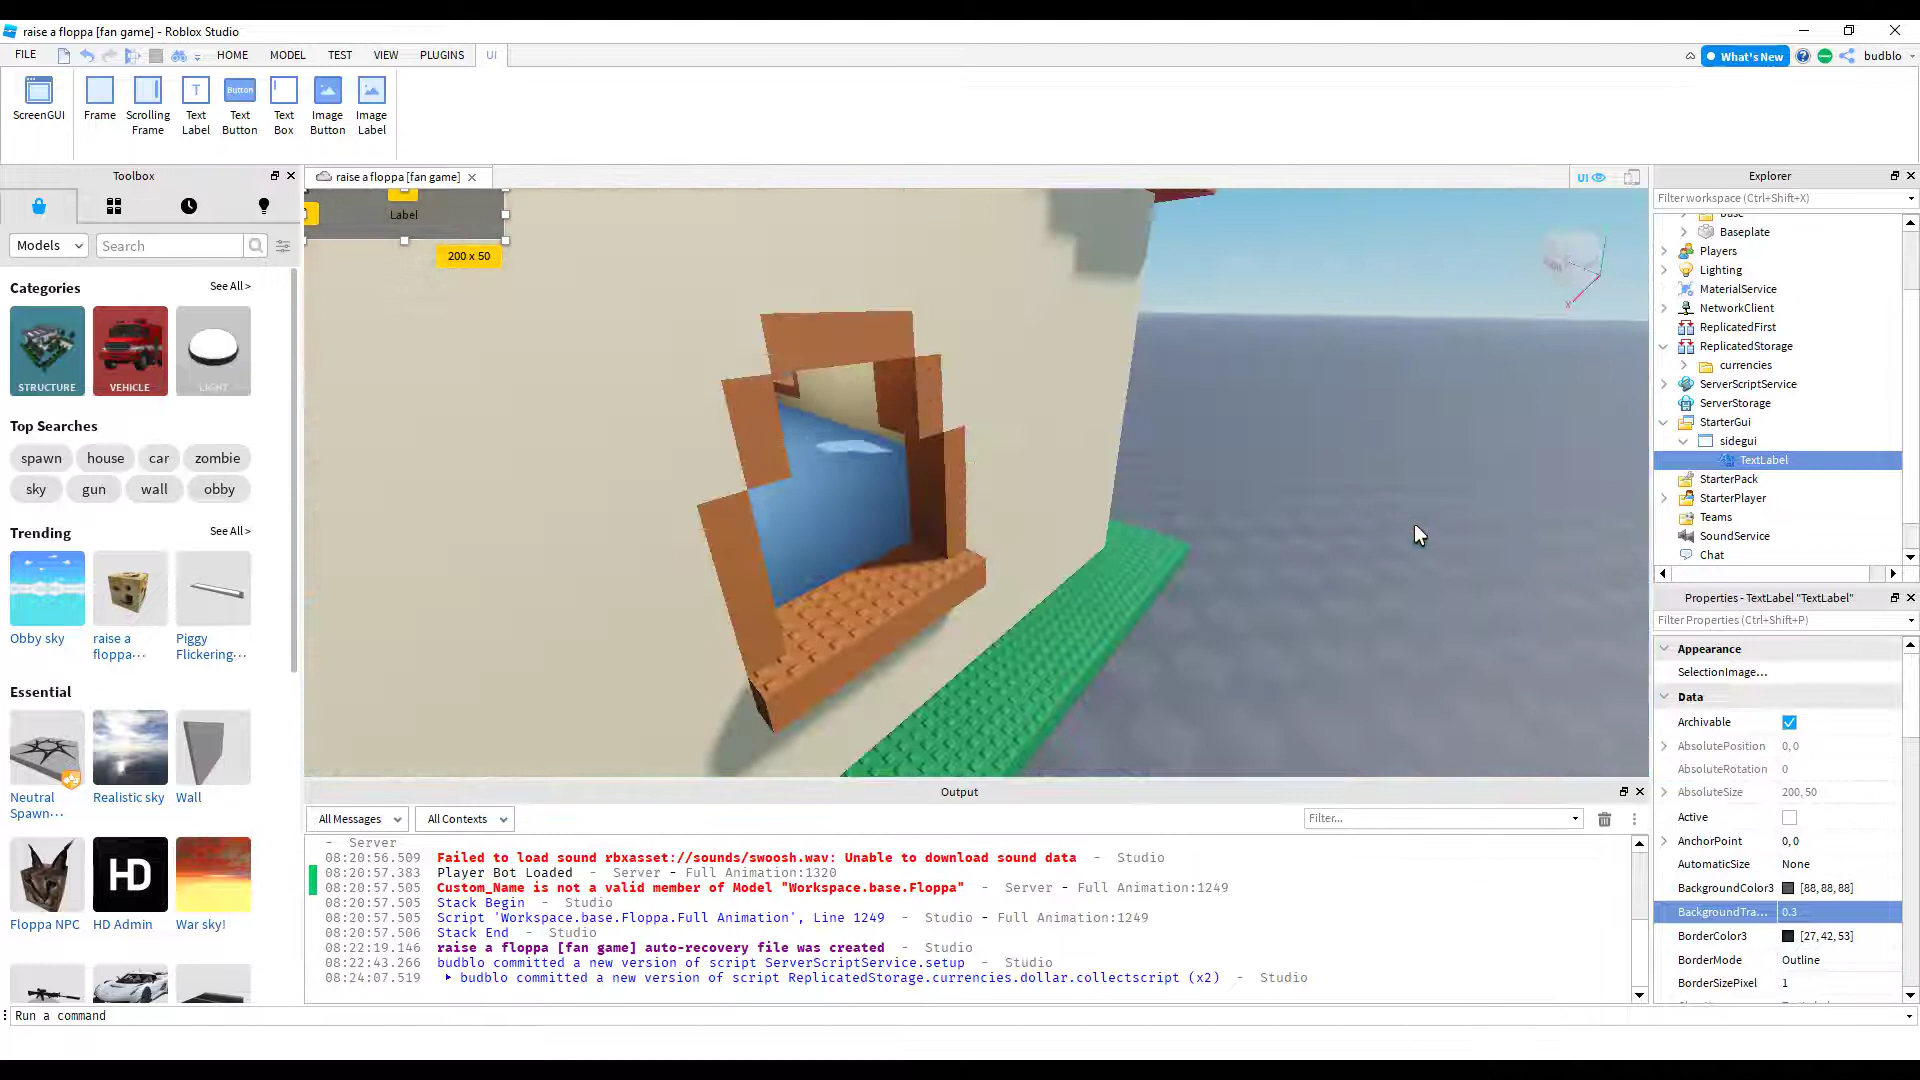 raise a floppa [fan game] - Roblox Studio
FILE HOME MODEL TEST VIEW PLUGINS UI
What's New budblo
ScreenGUI
Frame
Scrolling Frame
Text Label
T
Text Button
Button
Text Box
Image Button
Image Label
Toolbox
Models
Search
Categories See All >
STRUCTURE VEHICLE LIGHT
Top Searches
spawn house car zombie
sky gun wall obby
Trending See All >
Obby sky
raise a floppa···
Piggy Flickering···
Essential
Neutral Spawn···
Realistic sky
Wall
HD
Floppa NPC HD Admin War sky!
raise a floppa [fan game]
UI
Label
200 x 50
X
Output
All Messages All Contexts Filter...
- Server
08:20:56.509 Failed to load sound rbxasset://sounds/swoosh.wav: Unable to download sound data - Studio
08:20:57.383 Player Bot Loaded - Server - Full Animation:1320
08:20:57.505 Custom_Name is not a valid member of Model "Workspace.base.Floppa" - Server - Full Animation:1249
08:20:57.505 Stack Begin - Studio
08:20:57.505 Script 'Workspace.base.Floppa.Full Animation', Line 1249 - Studio - Full Animation:1249
08:20:57.506 Stack End - Studio
08:22:19.146 raise a floppa [fan game] auto-recovery file was created - Studio
08:22:43.266 budblo committed a new version of script ServerScriptService.setup - Studio
08:24:07.519 budblo committed a new version of script ReplicatedStorage.currencies.dollar.collectscript (x2) - Studio
Run a command
Explorer
Filter workspace (Ctrl+Shift+X)
base
Baseplate
Players
Lighting
MaterialService
NetworkClient
ReplicatedFirst
ReplicatedStorage
currencies
ServerScriptService
ServerStorage
StarterGui
sidegui
TextLabel
StarterPack
StarterPlayer
Teams
SoundService
Chat
Properties - TextLabel "TextLabel"
Filter Properties (Ctrl+Shift+P)
Appearance
SelectionImage...
Data
Archivable
AbsolutePosition 0, 0
AbsoluteRotation 0
AbsoluteSize 200, 50
Active
AnchorPoint 0, 0
AutomaticSize None
BackgroundColor3 [88, 88, 88]
BackgroundTra... 0.3
BorderColor3 [27, 42, 53]
BorderMode Outline
BorderSizePixel 1